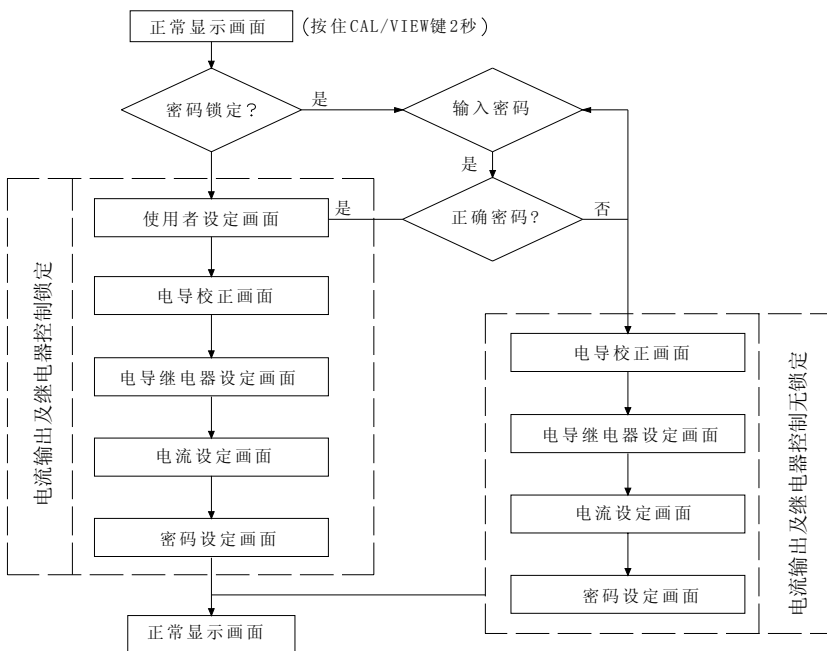 正常显示画面
(按住CAL/VIEW键2秒)
密码锁定?
是
输入密码
是
使用者设定画面
是
正确密码?
否
电导校正画面
电导继电器设定画面
电流设定画面
密码设定画面
电流输出及继电器控制锁定
电导校正画面
电导继电器设定画面
电流设定画面
密码设定画面
电流输出及继电器控制无锁定
正常显示画面